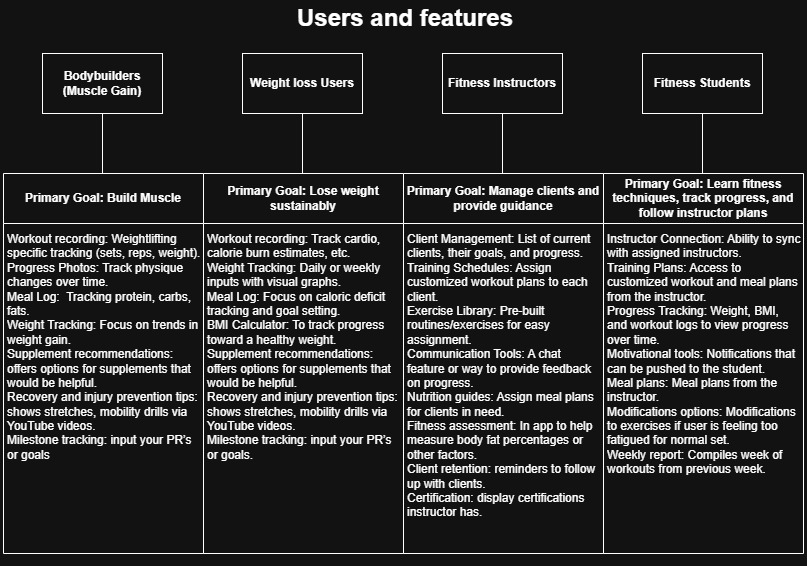 Users and features
Bodybuilders
(Muscle Gain)
Weight loss Users
Fitness Instructors
Fitness Students
Primary Goal: Build Muscle
Primary Goal: Lose weight
sustainably
Primary Goal: Manage clients and
provide guidance
Primary Goal: Learn fitness
techniques, track progress, and
follow instructor plans
Workout recording: Weightlifting
specific tracking (sets, reps, weight).
Progress Photos: Track physique
changes over time.
Meal Log:  Tracking protein, carbs,
fats.
Weight Tracking: Focus on trends in
weight gain.
Supplement recommendations:
offers options for supplements that
would be helpful.
Recovery and injury prevention tips:
shows stretches, mobility drills via
YouTube videos.
Milestone tracking: input your PR's
or goals
Workout recording: Track cardio,
calorie burn estimates, etc.
Weight Tracking: Daily or weekly
inputs with visual graphs.
Meal Log: Focus on caloric deficit
tracking and goal setting.
BMI Calculator: To track progress
toward a healthy weight.
Supplement recommendations:
offers options for supplements that
would be helpful.
Recovery and injury prevention tips:
shows stretches, mobility drills via
YouTube videos.
Milestone tracking: input your PR's
or goals.
Client Management: List of current
clients, their goals, and progress.
Training Schedules: Assign
customized workout plans to each
client.
Exercise Library: Pre-built
routines/exercises for easy
assignment.
Communication Tools: A chat
feature or way to provide feedback
on progress.
Nutrition guides: Assign meal plans
for clients in need.
Fitness assessment: In app to help
measure body fat percentages or
other factors.
Client retention: reminders to follow
up with clients.
Certification: display certifications
instructor has.
Instructor Connection: Ability to sync
with assigned instructors.
Training Plans: Access to
customized workout and meal plans
from the instructor.
Progress Tracking: Weight, BMI,
and workout logs to view progress
over time.
Motivational tools: Notifications that
can be pushed to the student.
Meal plans: Meal plans from the
instructor.
Modifications options: Modifications
to exercises if user is feeling too
fatigued for normal set.
Weekly report: Compiles week of
workouts from previous week.